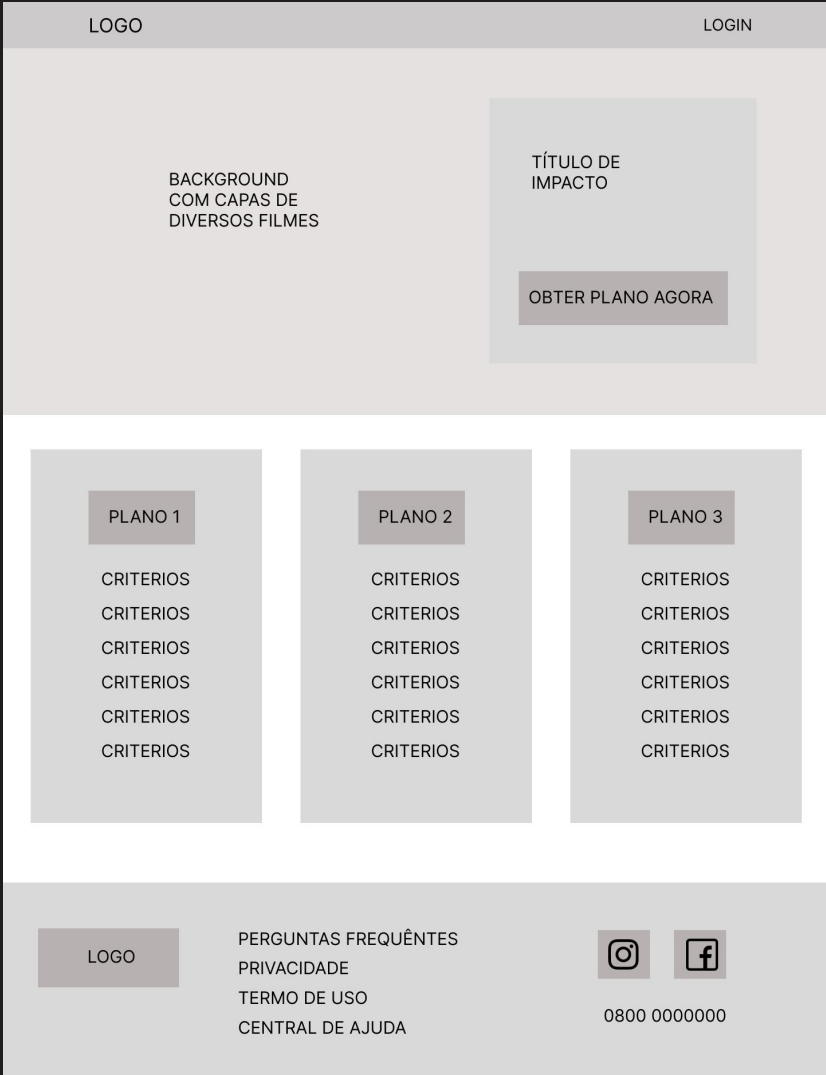 LOGO
LOGIN
BACKGROUND
COM CAPAS DE
DIVERSOS FILMES
TÍTULO DE
IMPACTO
OBTER PLANO AGORA
PLANO 1
CRITERIOS
CRITERIOS
CRITERIOS
CRITERIOS
CRITERIOS
CRITERIOS
PLANO 2
CRITERIOS
CRITERIOS
CRITERIOS
CRITERIOS
CRITERIOS
CRITERIOS
PLANO 3
CRITERIOS
CRITERIOS
CRITERIOS
CRITERIOS
CRITERIOS
CRITERIOS
LOGO
PERGUNTAS FREQUÊNTES
PRIVACIDADE
TERMO DE USO
CENTRAL DE AJUDA
0800 0000000